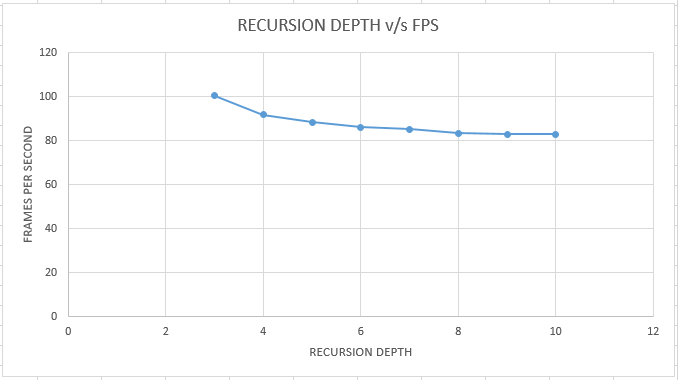 RECURSION DEPTH v/s FPS
120
100
80
60
40
20
0
FRAMES PER SECOND
0 2 4 6 8 10 12
RECURSION DEPTH